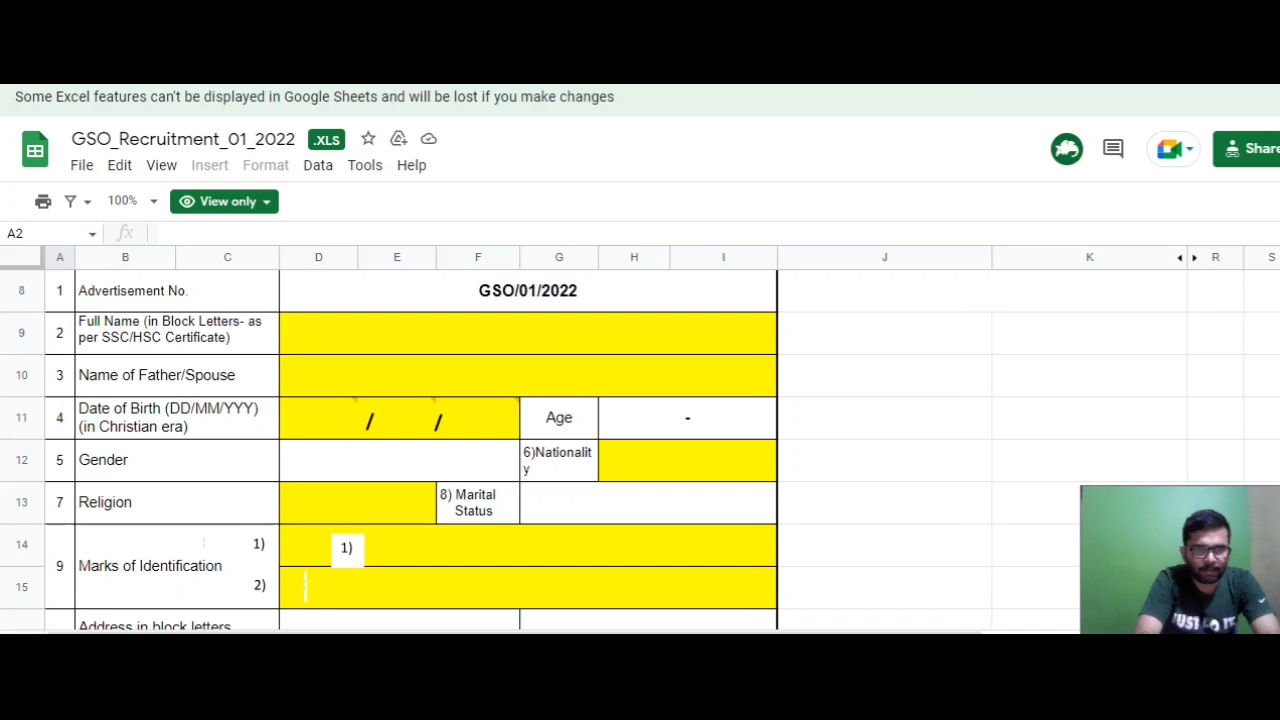 Some Excel features can't be displayed in Google Sheets and will be lost if you make changes
GSO_Recruitment_01_2022 .XLS
File Edit View Insert Format Data Tools Help
Share
100% View only
A2 fx
A B C D E F G H I J K R S
8 1 Advertisement No. GSO/01/2022
9 2 Full Name (in Block Letters- as
per SSC/HSC Certificate)
10 3 Name of Father/Spouse
11 4 Date of Birth (DD/MM/YYY)
(in Christian era) / / Age -
12 5 Gender 6)Nationalit
y
13 7 Religion 8) Marital
Status
14 1) 1)
9 Marks of Identification
15 2)
Address in block letters
JUST DO IT